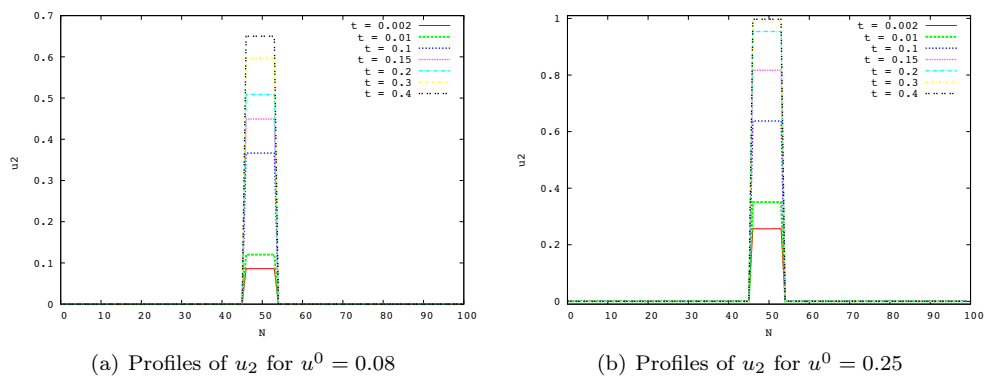 0.7
0.6
0.5
0.4
0.3
0.2
0.1
0
u2
0 10 20 30 40 50 60 70 80 90 100
N
t = 0.002
t = 0.01
t = 0.1
t = 0.15
t = 0.2
t = 0.3
t = 0.4
(a) Profiles of u₂ for u⁰ = 0.08
1
0.8
0.6
0.4
0.2
0
u2
0 10 20 30 40 50 60 70 80 90 100
N
t = 0.002
t = 0.01
t = 0.1
t = 0.15
t = 0.2
t = 0.3
t = 0.4
(b) Profiles of u₂ for u⁰ = 0.25